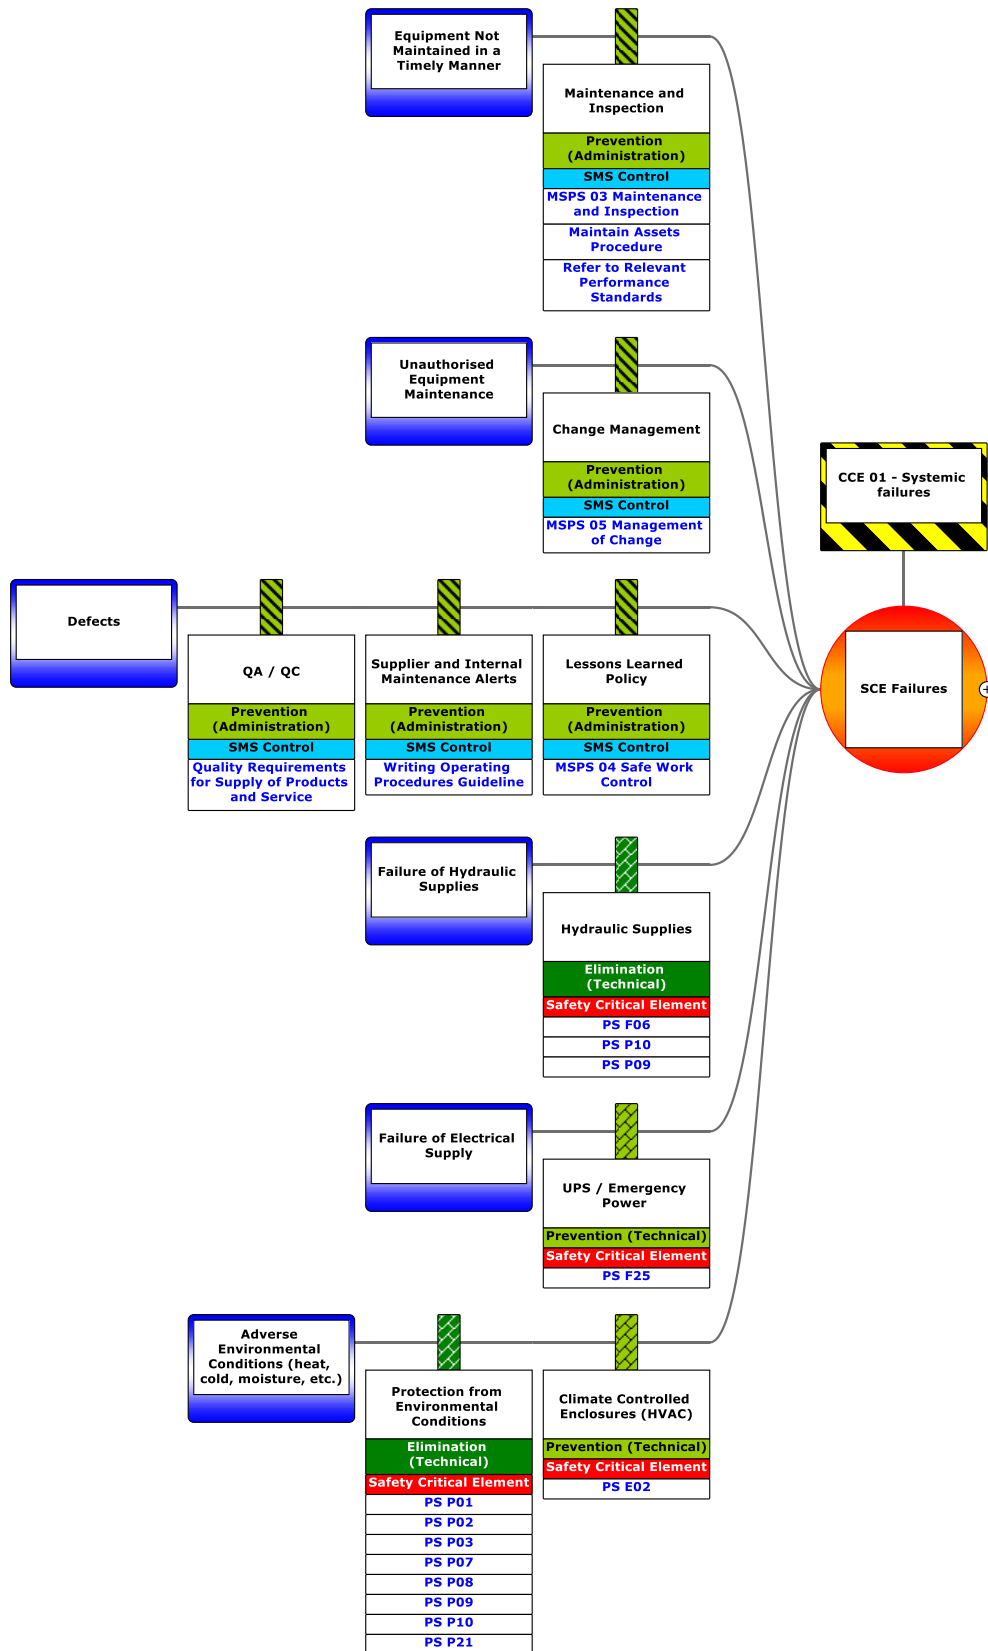 Equipment Not
Maintained in a
Timely Manner
Maintenance and
Inspection
Prevention
(Administration)
SMS Control
MSPS 03 Maintenance
and Inspection
Maintain Assets
Procedure
Refer to Relevant
Performance
Standards
Unauthorised
Equipment
Maintenance
Change Management
Prevention
(Administration)
SMS Control
MSPS 05 Management
of Change
CCE 01 - Systemic
failures
SCE Failures
Defects
QA / QC
Prevention
(Administration)
SMS Control
Quality Requirements
for Supply of Products
and Service
Supplier and Internal
Maintenance Alerts
Prevention
(Administration)
SMS Control
Writing Operating
Procedures Guideline
Lessons Learned
Policy
Prevention
(Administration)
SMS Control
MSPS 04 Safe Work
Control
Failure of Hydraulic
Supplies
Hydraulic Supplies
Elimination
(Technical)
Safety Critical Element
PS F06
PS P10
PS P09
Failure of Electrical
Supply
UPS / Emergency
Power
Prevention (Technical)
Safety Critical Element
PS F25
Adverse
Environmental
Conditions (heat,
cold, moisture, etc.)
Protection from
Environmental
Conditions
Elimination
(Technical)
Safety Critical Element
PS P01
PS P02
PS P03
PS P07
PS P08
PS P09
PS P10
PS P21
Climate Controlled
Enclosures (HVAC)
Prevention (Technical)
Safety Critical Element
PS E02